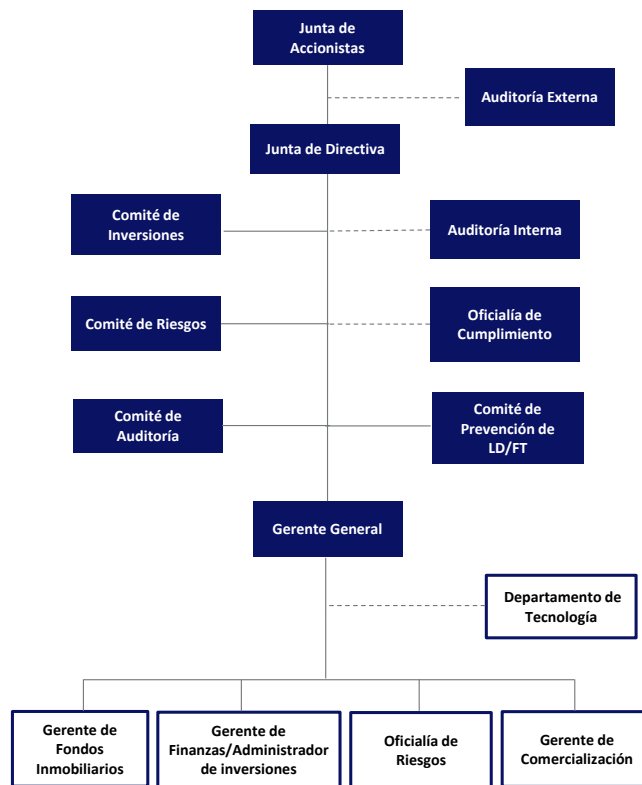 Junta de
Accionistas
Auditoría Externa
Junta de Directiva
Comité de
Inversiones
Auditoría Interna
Comité de Riesgos
Oficialía de
Cumplimiento
Comité de
Auditoría
Comité de
Prevención de
LD/FT
Gerente General
Departamento de
Tecnología
Gerente de
Fondos
Inmobiliarios
Gerente de
Finanzas/Administrador
de inversiones
Oficialía de
Riesgos
Gerente de
Comercialización